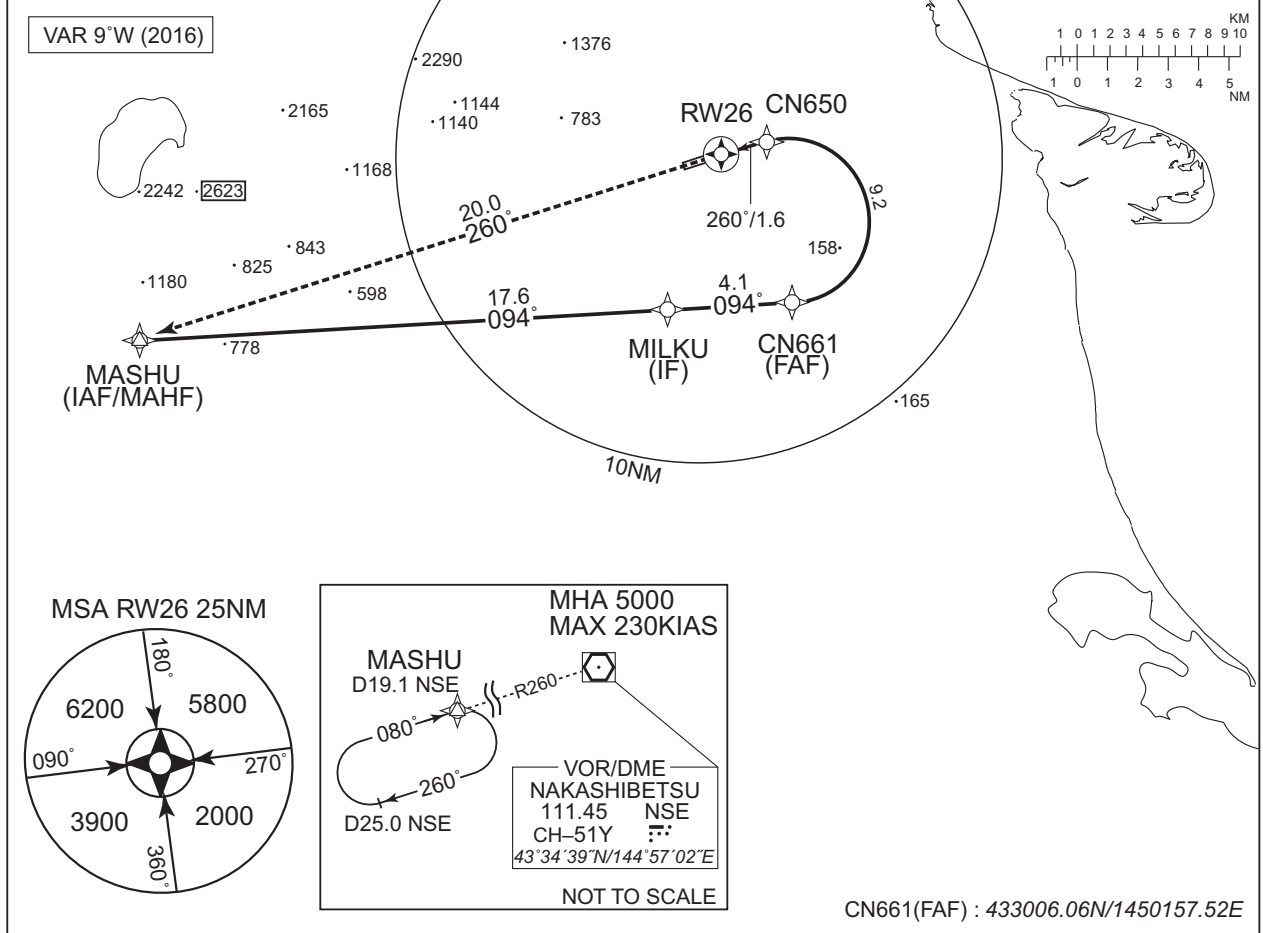 VAR 9°W (2016)
KM
1 0 1 2 3 4 5 6 7 8 9 10
1 0 1 2 3 4 5
NM
1376
2290
2165
1144
1140
783
RW26
CN650
1168
2242
2623
20.0
260°
9.2
260°/1.6
843
158
825
1180
598
17.6
094°
4.1
094°
778
MASHU
(IAF/MAHF)
MILKU
(IF)
CN661
(FAF)
165
10NM
MSA RW26 25NM
180°
6200
5800
090°
270°
3900
2000
360°
MHA 5000
MAX 230KIAS
MASHU
D19.1 NSE
R260
080°
260°
D25.0 NSE
VOR/DME
NAKASHIBETSU
111.45 NSE
CH–51Y
43°34´39˝N/144°57´02˝E
NOT TO SCALE
CN661(FAF) : 433006.06N/1450157.52E